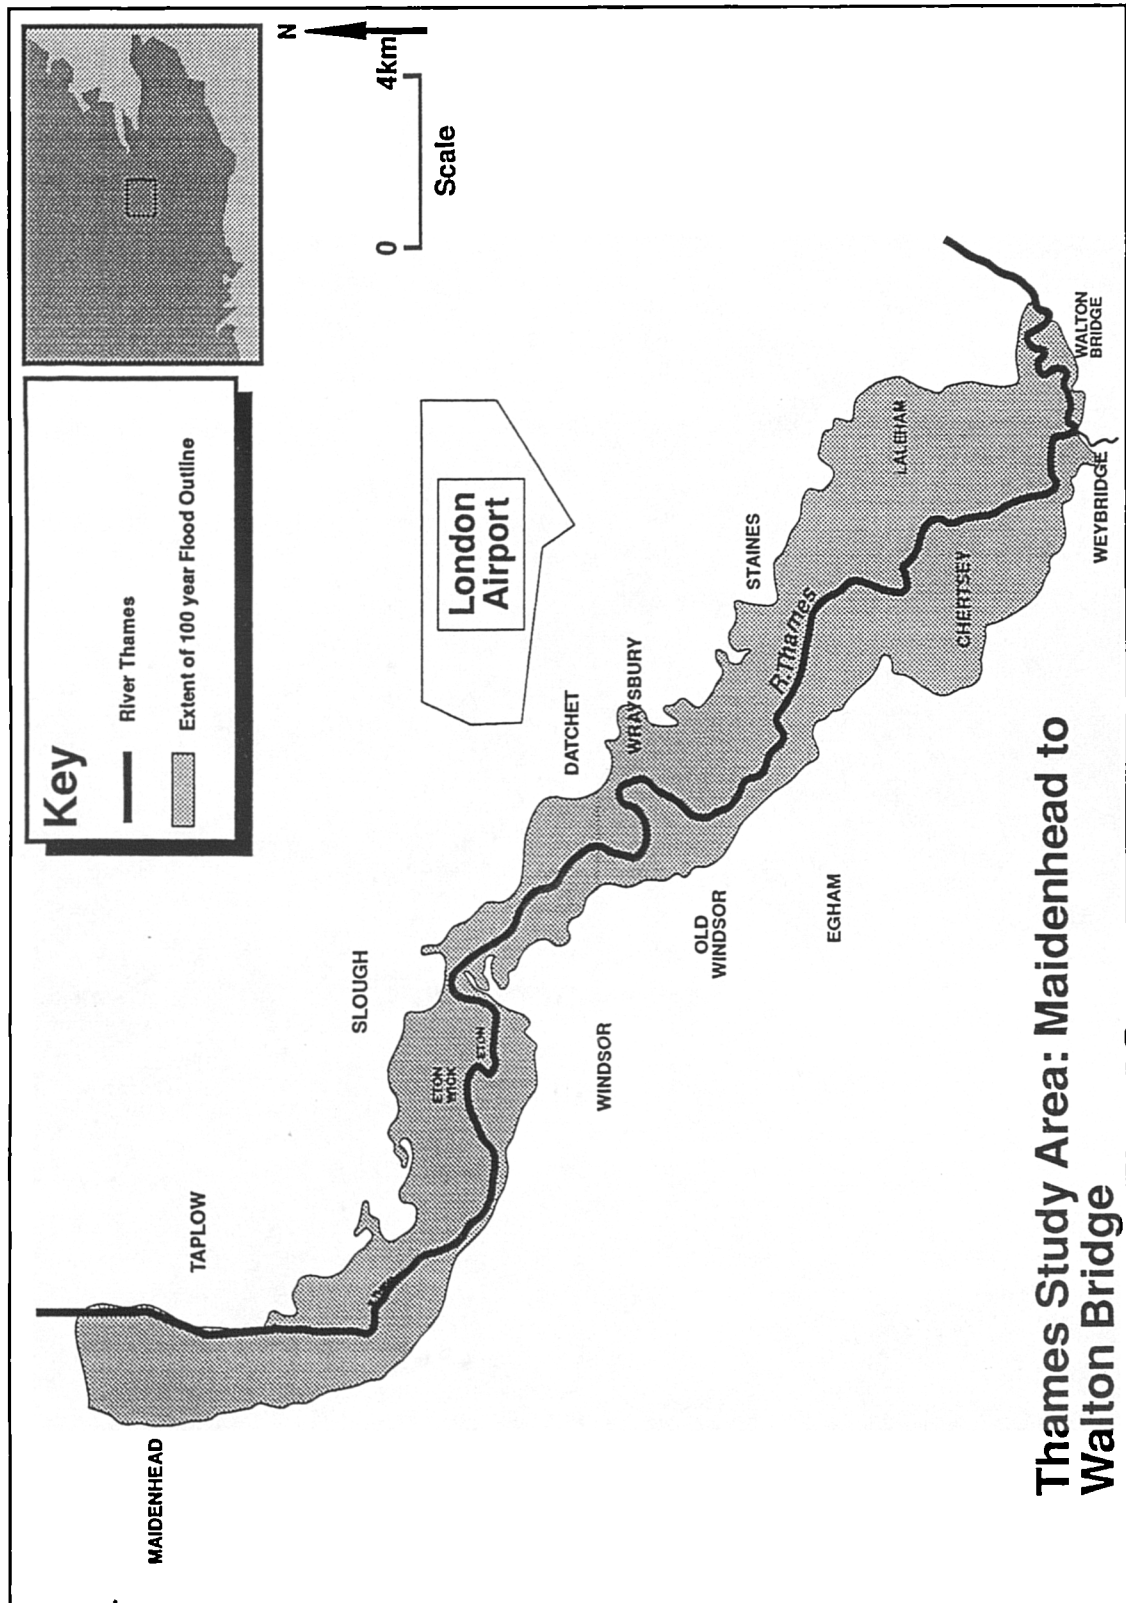 Key
River Thames
Extent of 100 year Flood Outline
N
0
4km
Scale
London
Airport
MAIDENHEAD
TAPLOW
SLOUGH
ETON
WICK
ETON
WINDSOR
DATCHET
WRAYSBURY
OLD
WINDSOR
EGHAM
STAINES
R.Thames
LALEHAM
CHERTSEY
WEYBRIDGE
WALTON
BRIDGE
Thames Study Area: Maidenhead to
Walton Bridge